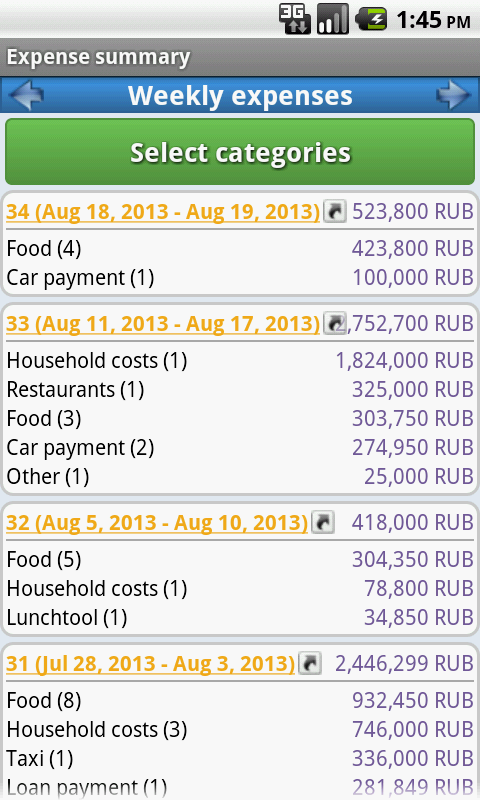 3G 1:45 PM
Expense summary
Weekly expenses
Select categories
34 (Aug 18, 2013 - Aug 19, 2013) 523,800 RUB
Food (4) 423,800 RUB
Car payment (1) 100,000 RUB
33 (Aug 11, 2013 - Aug 17, 2013) ,752,700 RUB
Household costs (1) 1,824,000 RUB
Restaurants (1) 325,000 RUB
Food (3) 303,750 RUB
Car payment (2) 274,950 RUB
Other (1) 25,000 RUB
32 (Aug 5, 2013 - Aug 10, 2013) 418,000 RUB
Food (5) 304,350 RUB
Household costs (1) 78,800 RUB
Lunchtool (1) 34,850 RUB
31 (Jul 28, 2013 - Aug 3, 2013) 2,446,299 RUB
Food (8) 932,450 RUB
Household costs (3) 746,000 RUB
Taxi (1) 336,000 RUB
Loan payment (1) 281,849 RUB